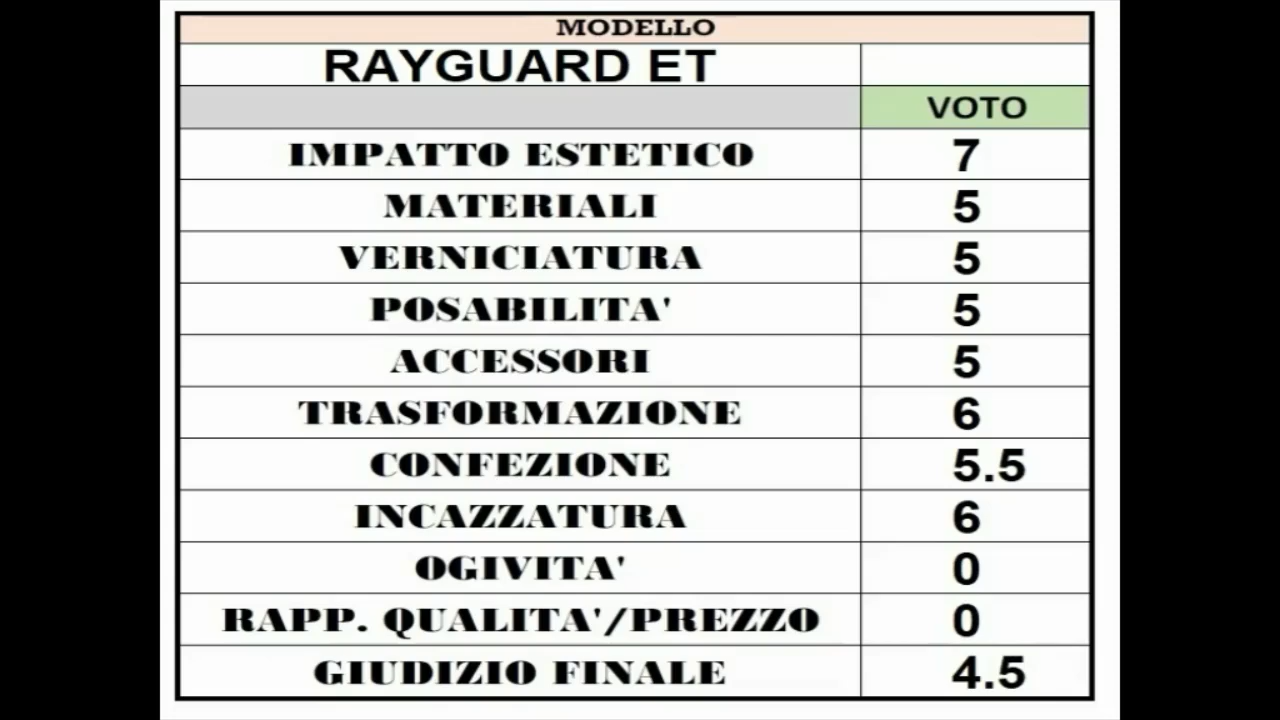 MODELLO
RAYGUARD ET
VOTO
IMPATTO ESTETICO 7
MATERIALI 5
VERNICIATURA 5
POSABILITA' 5
ACCESSORI 5
TRASFORMAZIONE 6
CONFEZIONE 5.5
INCAZZATURA 6
OGIVITA' 0
RAPP. QUALITA'/PREZZO 0
GIUDIZIO FINALE 4.5